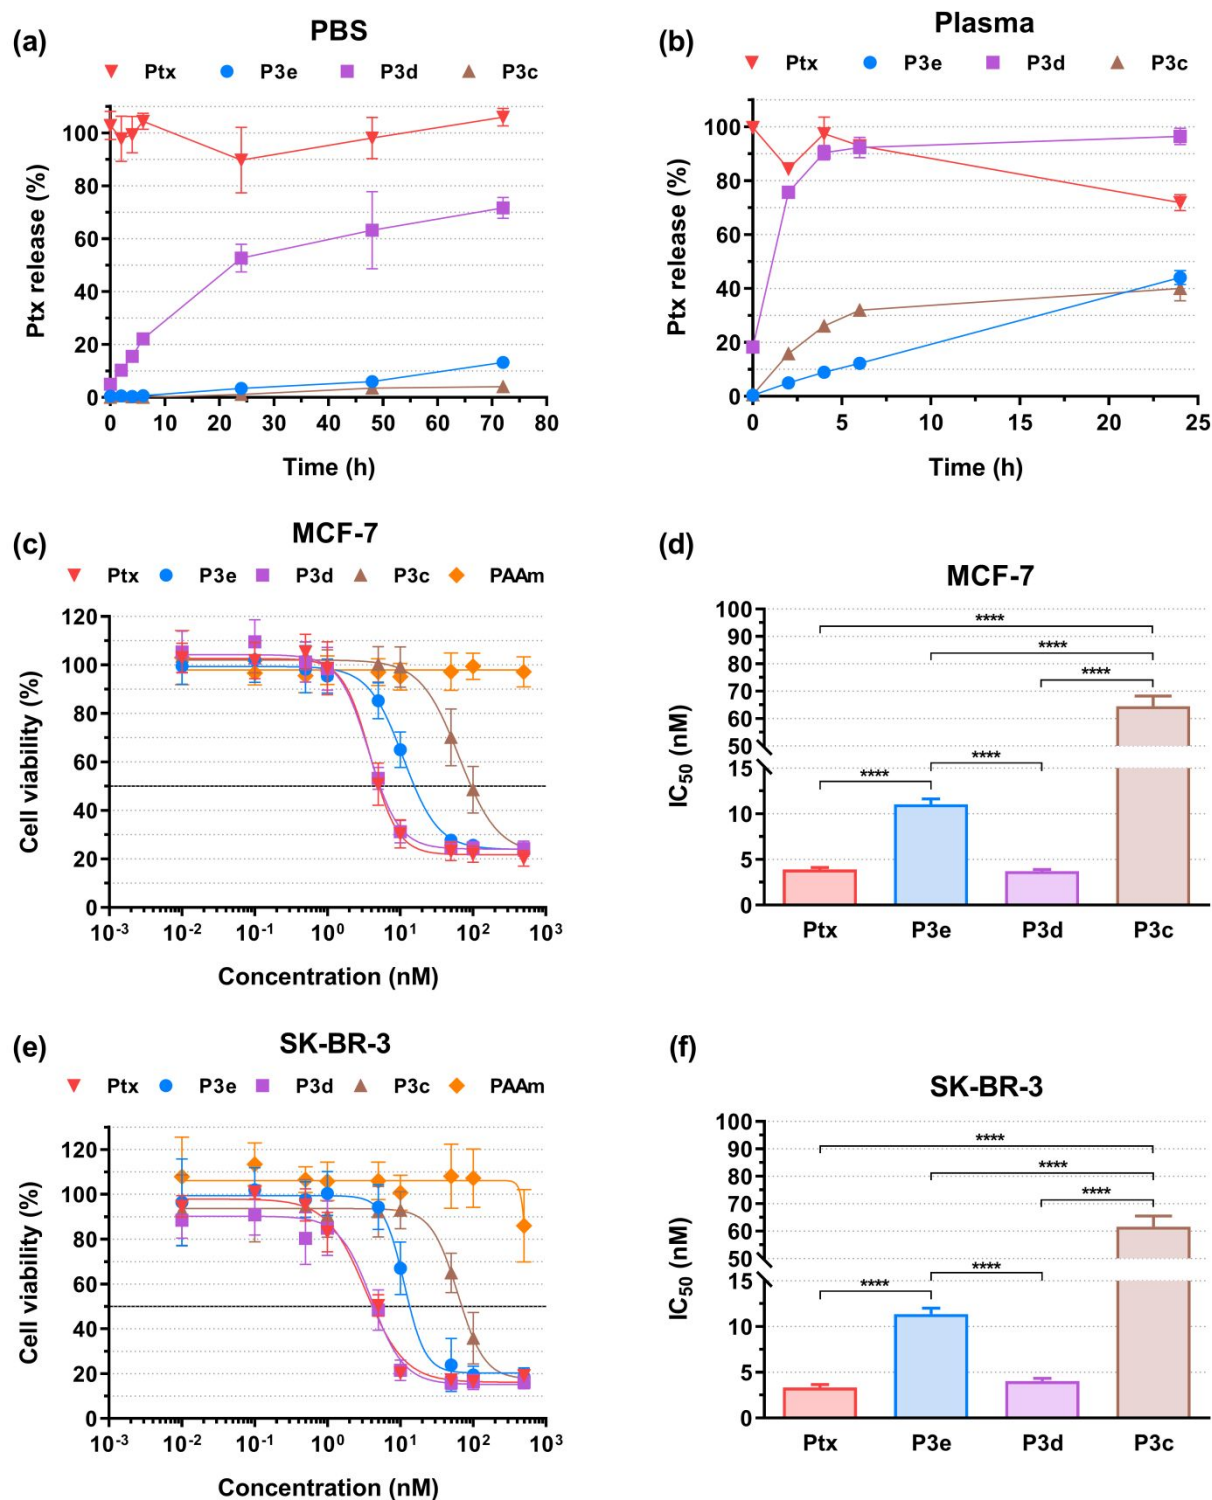 (a)
PBS
Ptx P3e P3d P3c
Ptx release (%)
100
80
60
40
20
0
0 10 20 30 40 50 60 70 80
Time (h)
(b)
Plasma
Ptx P3e P3d P3c
Ptx release (%)
100
80
60
40
20
0
0 5 10 15 20 25
Time (h)
(c)
MCF-7
Ptx P3e P3d P3c PAAm
Cell viability (%)
120
100
80
60
40
20
0
10-3 10-2 10-1 100 101 102 103
Concentration (nM)
(d)
MCF-7
IC50 (nM)
100
90
80
70
60
50
15
10
5
0
****
****
****
****
****
Ptx P3e P3d P3c
(e)
SK-BR-3
Ptx P3e P3d P3c PAAm
Cell viability (%)
120
100
80
60
40
20
0
10-3 10-2 10-1 100 101 102 103
Concentration (nM)
(f)
SK-BR-3
IC50 (nM)
100
90
80
70
60
50
15
10
5
0
****
****
****
****
****
Ptx P3e P3d P3c